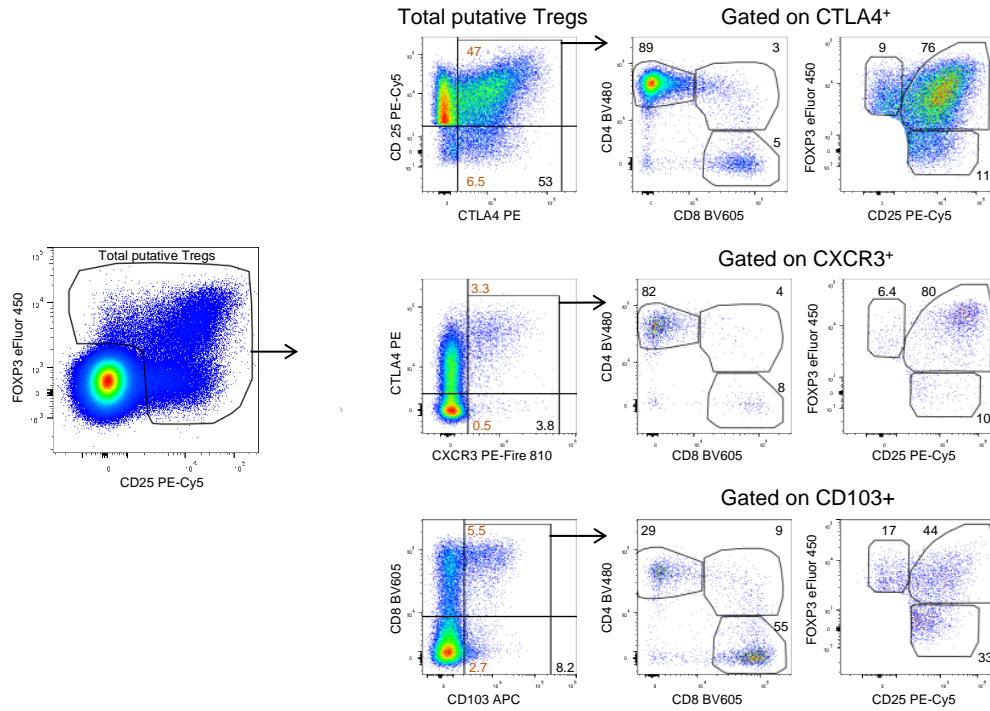 Total putative Tregs
Gated on CTLA4⁺
47
6.5
53
CD 25 PE-Cy5
CTLA4 PE
89
3
5
CD4 BV480
CD8 BV605
9
76
11
FOXP3 eFluor 450
CD25 PE-Cy5
Total putative Tregs
FOXP3 eFluor 450
CD25 PE-Cy5
Gated on CXCR3⁺
3.3
0.5
3.8
CTLA4 PE
CXCR3 PE-Fire 810
82
4
8
CD4 BV480
CD8 BV605
6.4
80
10
FOXP3 eFluor 450
CD25 PE-Cy5
Gated on CD103+
5.5
2.7
8.2
CD8 BV605
CD103 APC
29
9
55
CD4 BV480
CD8 BV605
17
44
33
FOXP3 eFluor 450
CD25 PE-Cy5